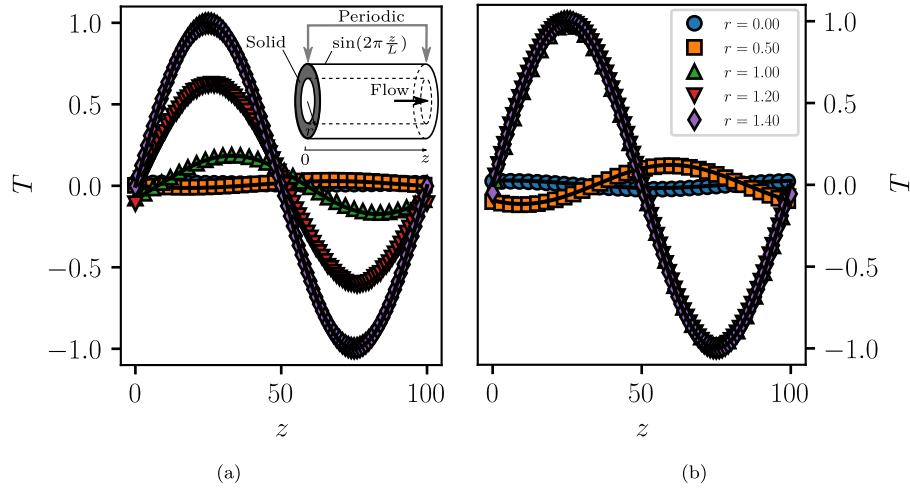 Periodic
Solid
sin(2π z/L)
Flow
r
0
z
T
1.0
0.5
0.0
−0.5
−1.0
0
50
100
z
(a)
r = 0.00
r = 0.50
r = 1.00
r = 1.20
r = 1.40
T
1.0
0.5
0.0
−0.5
−1.0
0
50
100
z
(b)